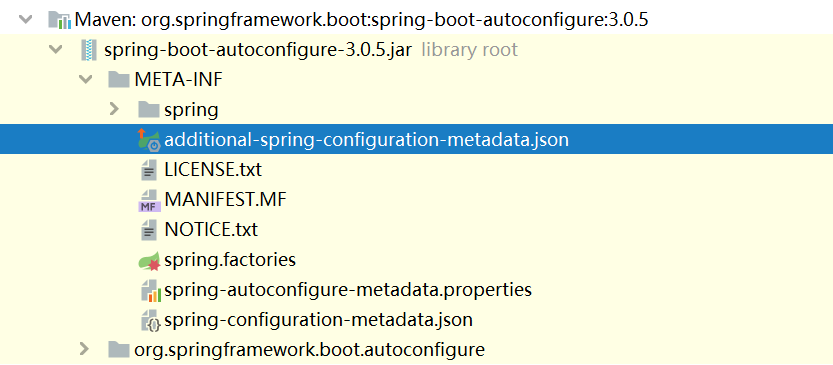 Maven: org.springframework.boot:spring-boot-autoconfigure:3.0.5
spring-boot-autoconfigure-3.0.5.jar library root
META-INF
spring
additional-spring-configuration-metadata.json
LICENSE.txt
MF MANIFEST.MF
NOTICE.txt
spring.factories
spring-autoconfigure-metadata.properties
spring-configuration-metadata.json
org.springframework.boot.autoconfigure